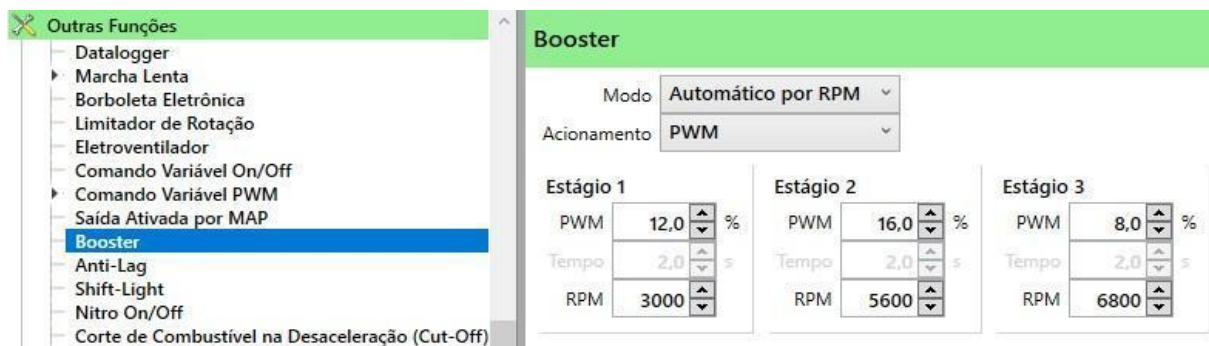 Outras Funções
Datalogger
Marcha Lenta
Borboleta Eletrônica
Limitador de Rotação
Eletroventilador
Comando Variável On/Off
Comando Variável PWM
Saída Ativada por MAP
Booster
Anti-Lag
Shift-Light
Nitro On/Off
Corte de Combustível na Desaceleração (Cut-Off)
Booster
Modo Automático por RPM
Acionamento PWM
Estágio 1 Estágio 2 Estágio 3
PWM 12,0 % PWM 16,0 % PWM 8,0 %
Tempo 2,0 s Tempo 2,0 s Tempo 2,0 s
RPM 3000 RPM 5600 RPM 6800